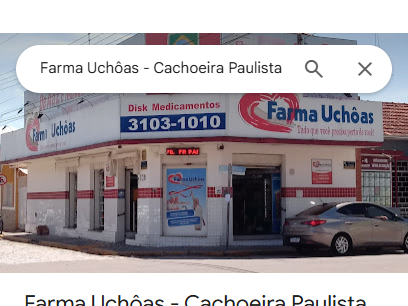 Farma Uchôas - Cachoeira Paulista
Disk Medicamentos
3103-1010
Farma Uchôas
Farma Uchôas
Tudo que você precisa perto de você!
Farma Uchôas - Cachoeira Paulista